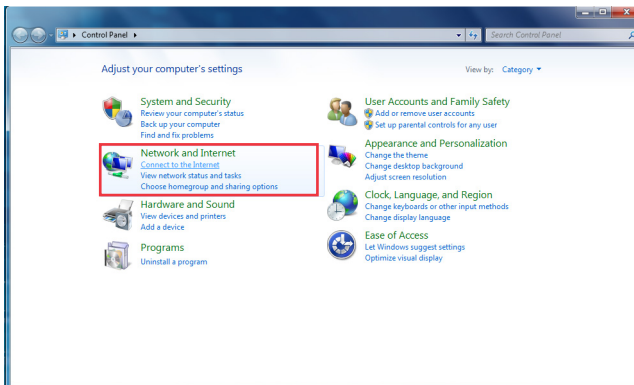 Control Panel
Search Control Panel
Adjust your computer's settings
View by: Category
System and Security
Review your computer's status
Back up your computer
Find and fix problems
Network and Internet
Connect to the Internet
View network status and tasks
Choose homegroup and sharing options
Hardware and Sound
View devices and printers
Add a device
Programs
Uninstall a program
User Accounts and Family Safety
Add or remove user accounts
Set up parental controls for any user
Appearance and Personalization
Change the theme
Change desktop background
Adjust screen resolution
Clock, Language, and Region
Change keyboards or other input methods
Change display language
Ease of Access
Let Windows suggest settings
Optimize visual display